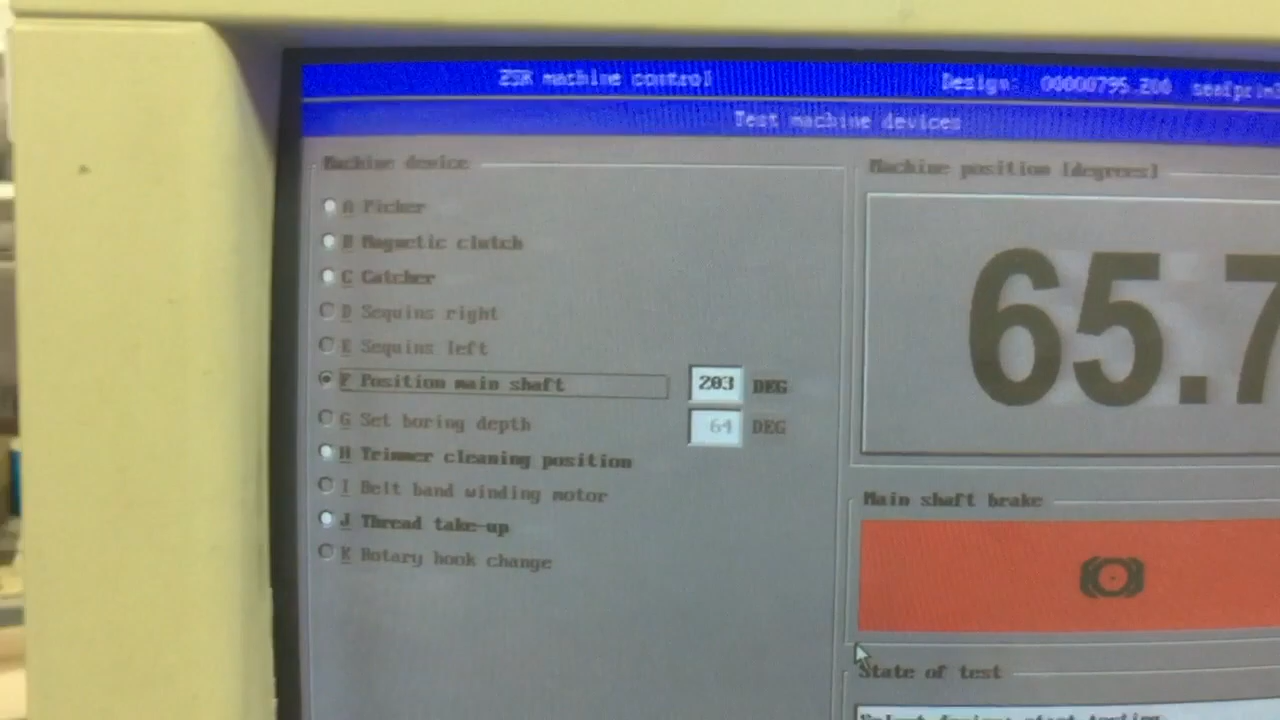 ZSK machine control Design: 00000795.Z00
Test machine devices
Machine device
A Picker
B Magnetic clutch
C Catcher
D Sequins right
E Sequins left
F Position main shaft 203 DEG
G Set boring depth 64 DEG
H Trimmer cleaning position
I Belt band winding motor
J Thread take-up
K Rotary hook change
Machine position [degrees]
65.7
Main shaft brake
State of test